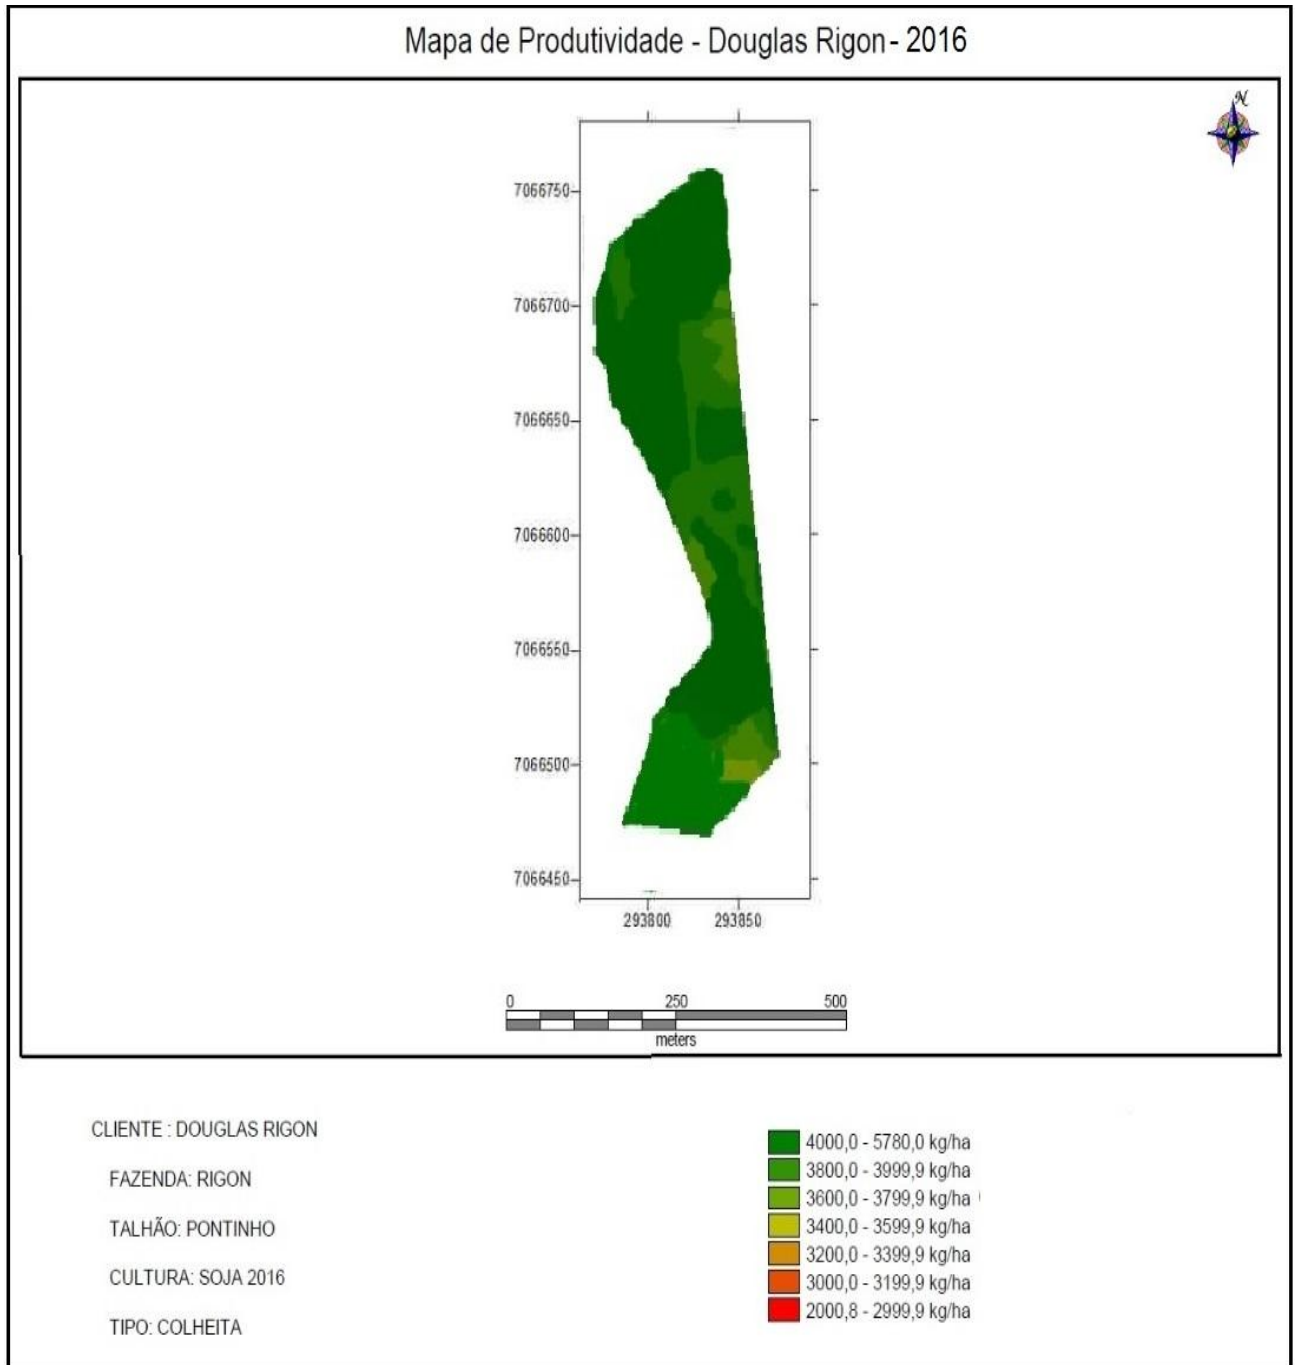 Mapa de Produtividade - Douglas Rigon - 2016
N
7066750
7066700
7066650
7066600
7066550
7066500
7066450
293800 293850
0 250 500
meters
CLIENTE : DOUGLAS RIGON
FAZENDA: RIGON
TALHÃO: PONTINHO
CULTURA: SOJA 2016
TIPO: COLHEITA
4000,0 - 5780,0 kg/ha
3800,0 - 3999,9 kg/ha
3600,0 - 3799,9 kg/ha
3400,0 - 3599,9 kg/ha
3200,0 - 3399,9 kg/ha
3000,0 - 3199,9 kg/ha
2000,8 - 2999,9 kg/ha